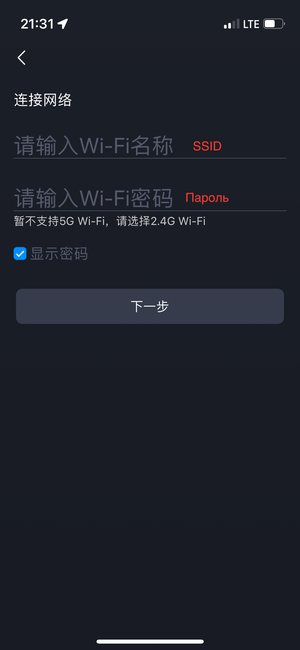 21:31 LTE
连接网络
请输入Wi-Fi名称 SSID
请输入Wi-Fi密码 Пароль
暂不支持5G Wi-Fi，请选择2.4G Wi-Fi
显示密码
下一步